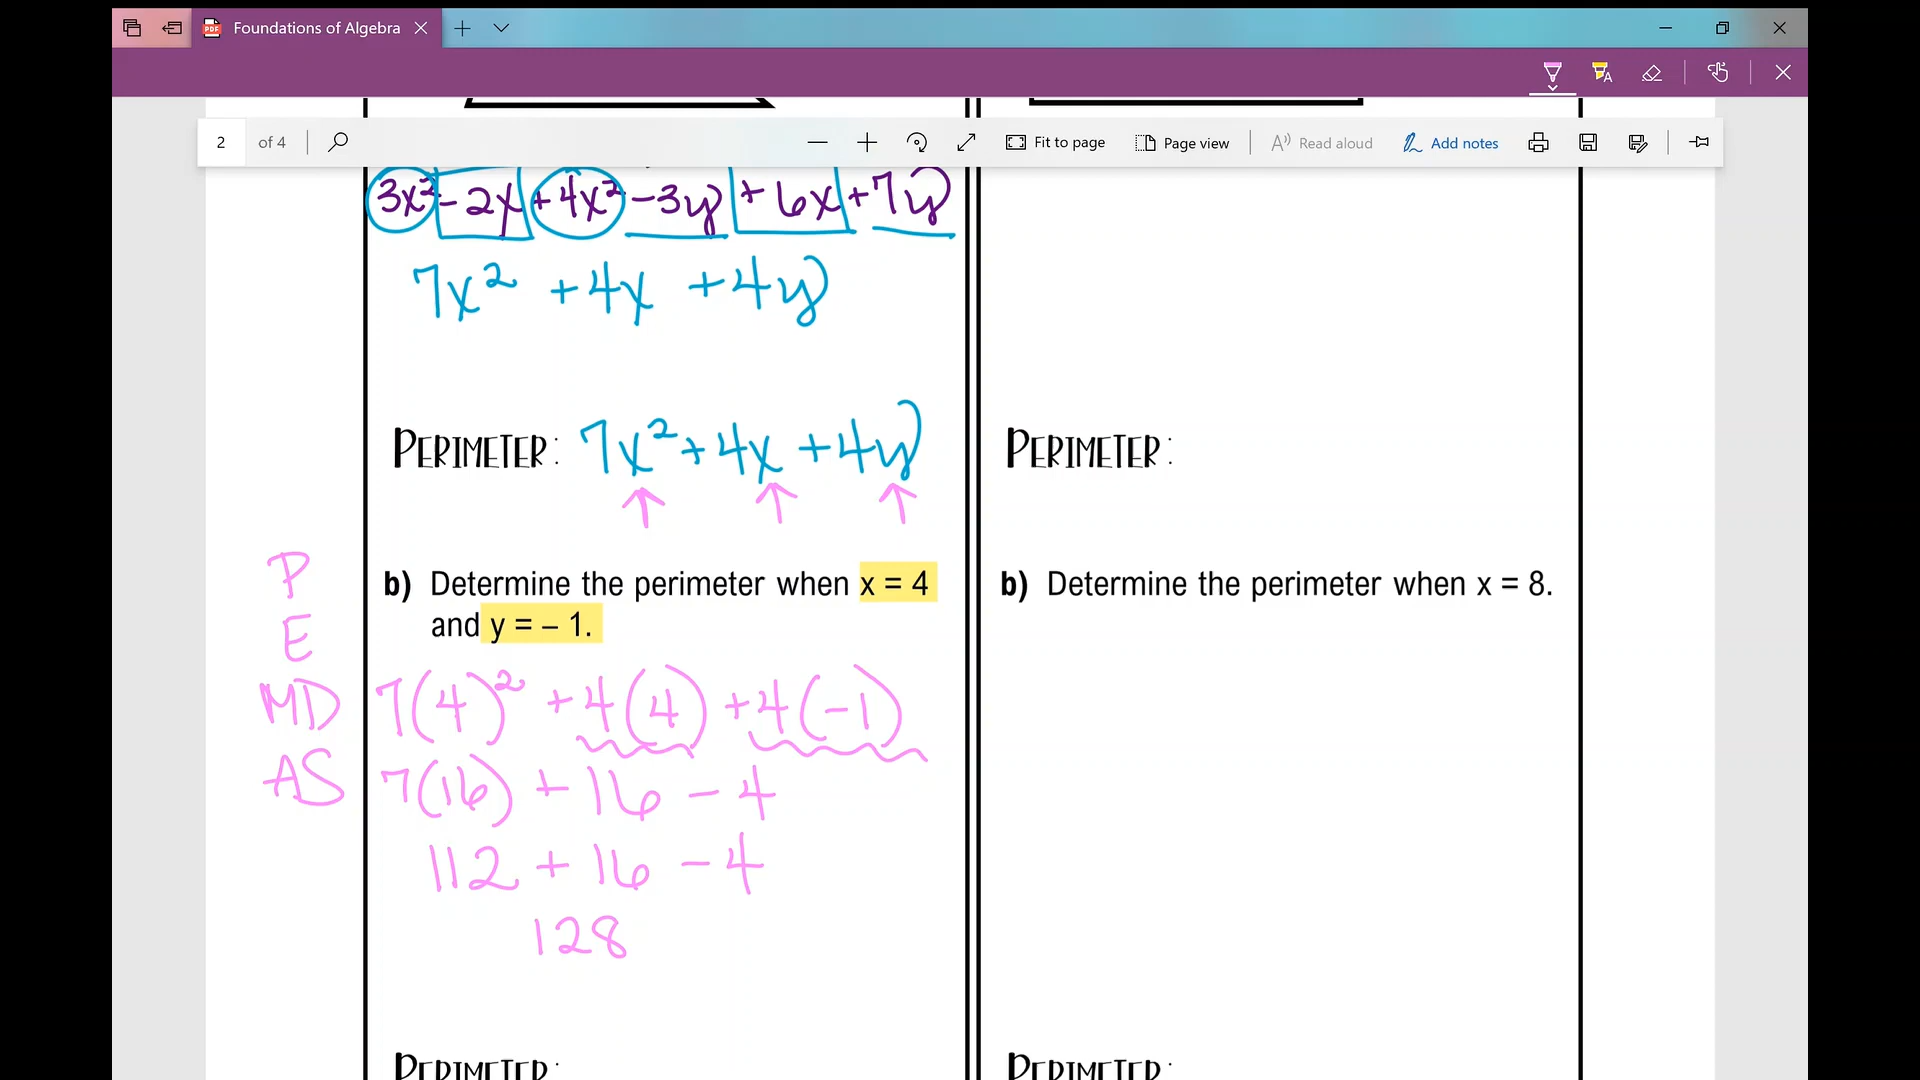 Foundations of Algebra
2 of 4 Fit to page Page view Read aloud Add notes
3x² - 2x + 4x² - 3y + 6x + 7y
7x² + 4x + 4y
PERIMETER: 7x² + 4x + 4y
PERIMETER:
P
E
MD
AS
b) Determine the perimeter when x = 4
and y = – 1.
7(4)² + 4(4) + 4(-1)
7(16) + 16 - 4
112 + 16 - 4
128
PERIMETER:
b) Determine the perimeter when x = 8.
PERIMETER: